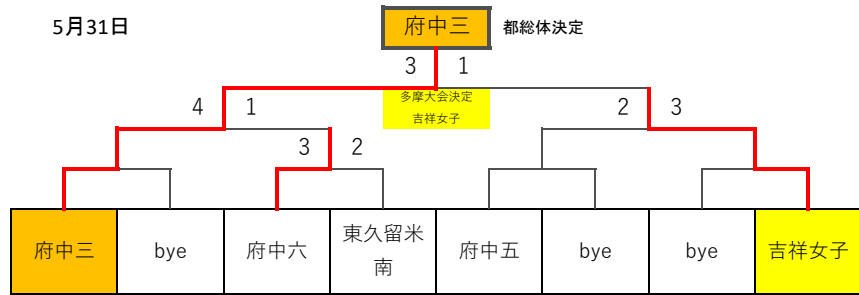 5月31日
府中三
都総体決定
3 1
多摩大会決定
吉祥女子
4 1
2 3
3 2
府中三
bye
府中六
東久留米
南
府中五
bye
bye
吉祥女子